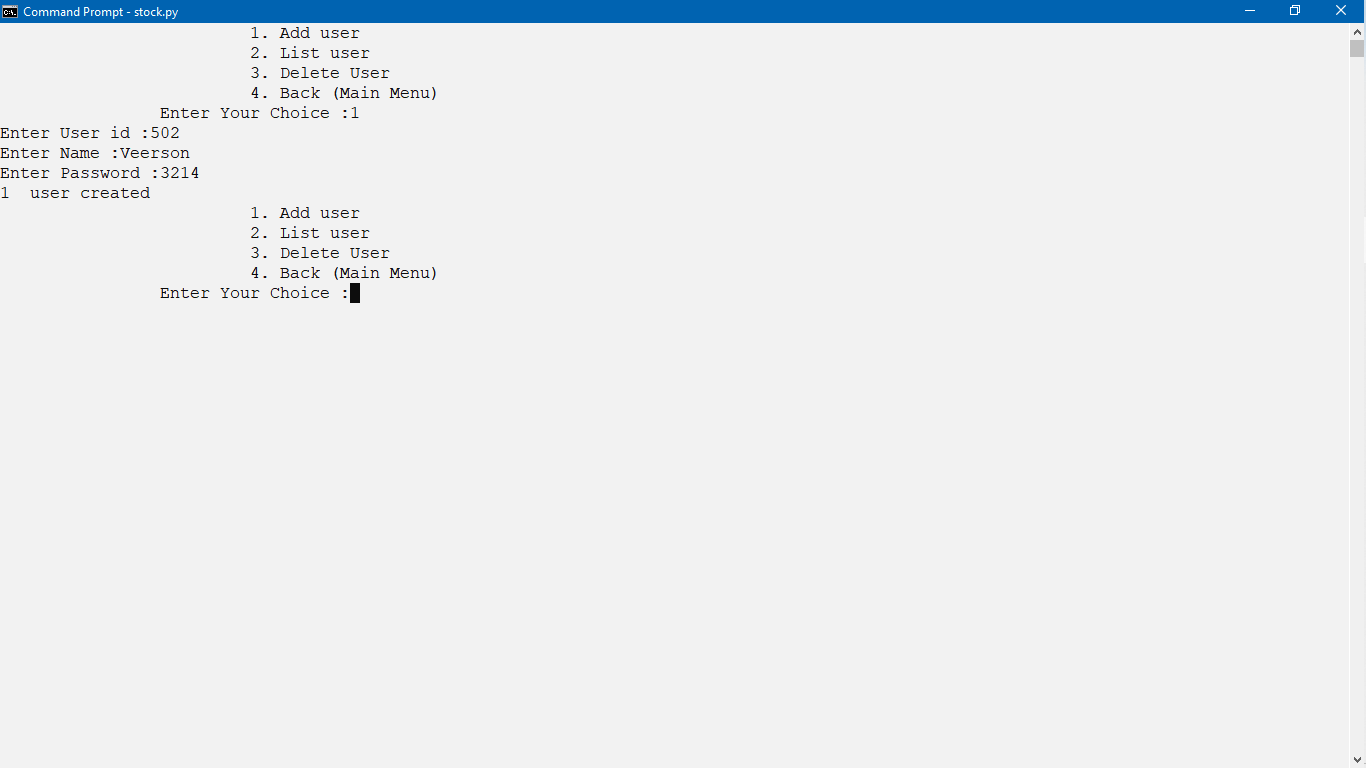 Command Prompt - stock.py
1. Add user
2. List user
3. Delete User
4. Back (Main Menu)
Enter Your Choice :1
Enter User id :502
Enter Name :Veerson
Enter Password :3214
1  user created
1. Add user
2. List user
3. Delete User
4. Back (Main Menu)
Enter Your Choice :